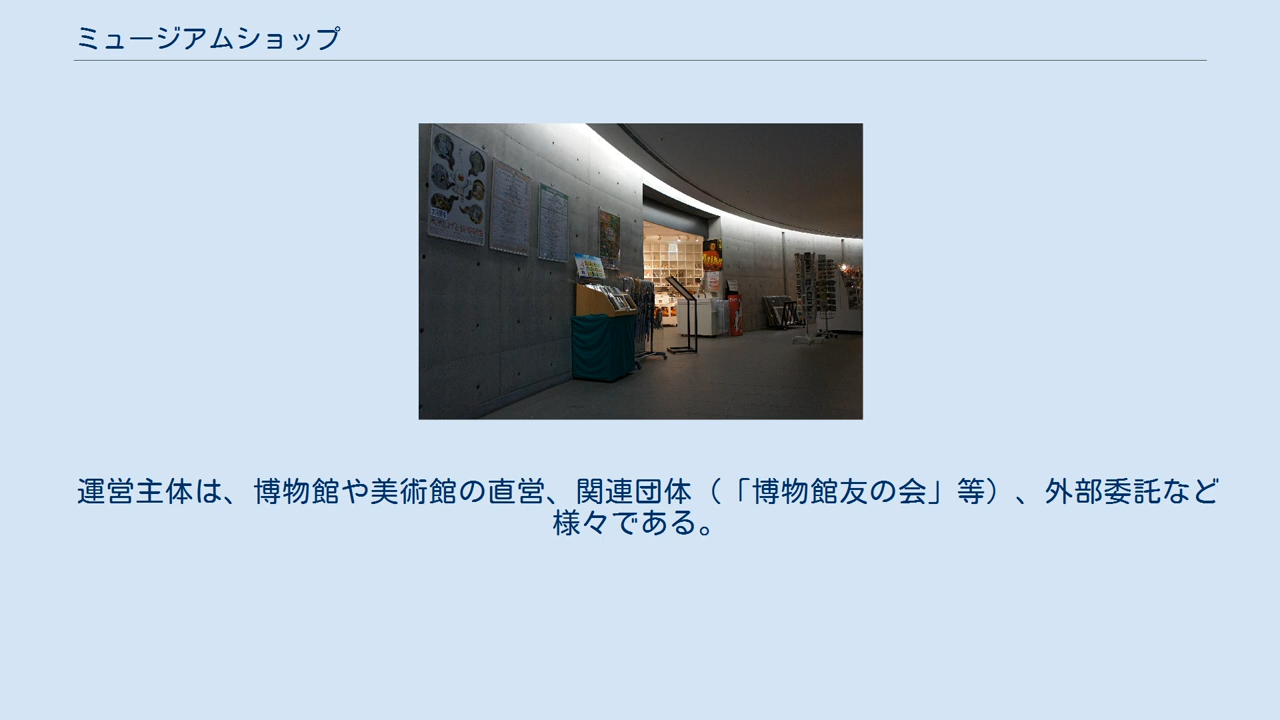 ミュージアムショップ
運営主体は、博物館や美術館の直営、関連団体（「博物館友の会」等）、外部委託など
様々である。